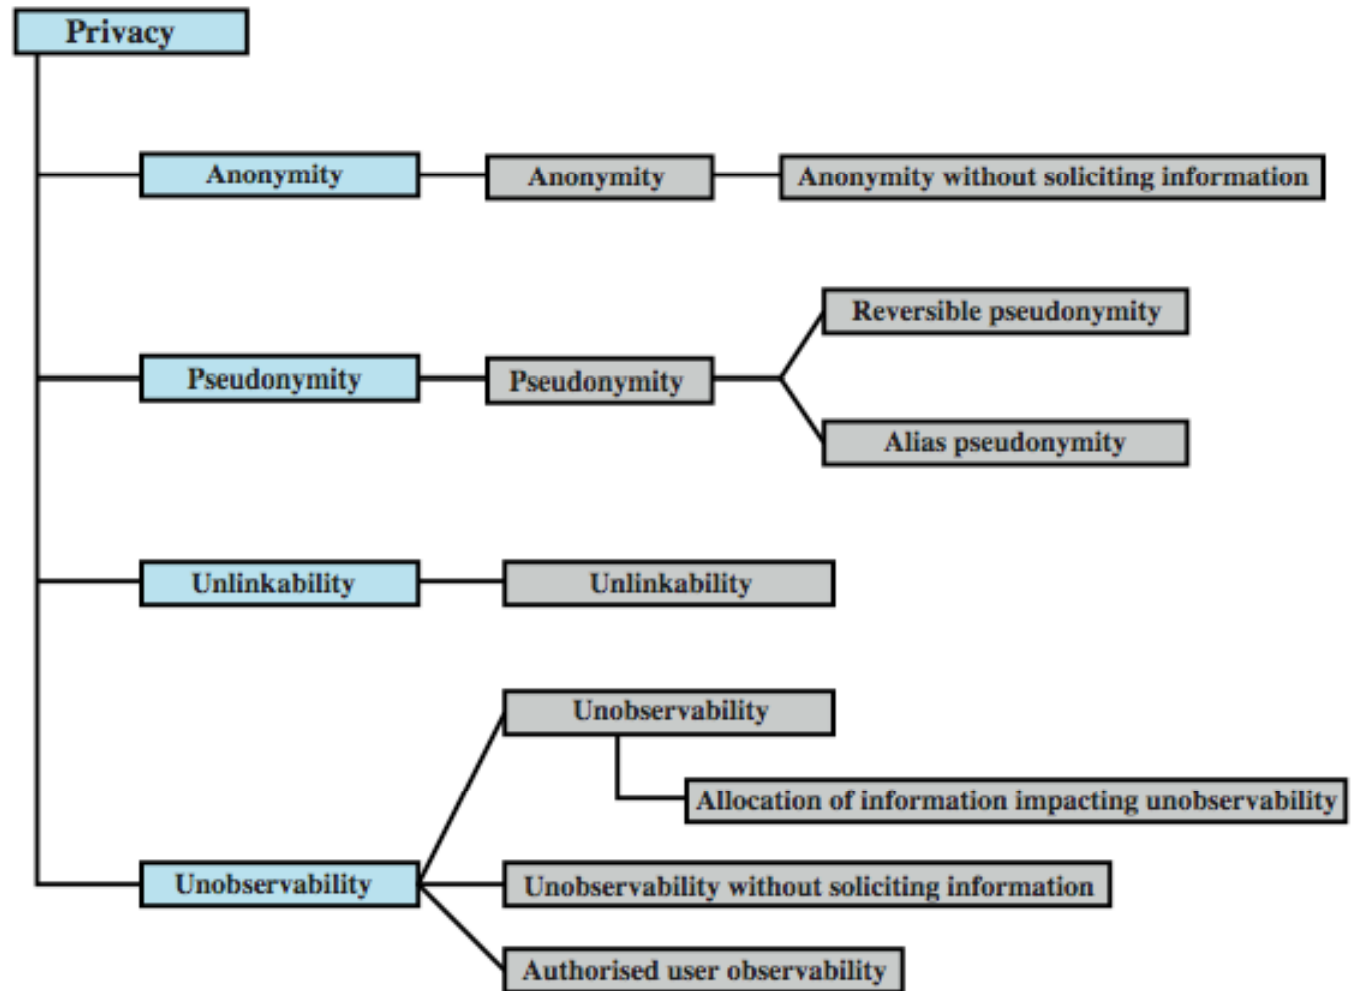 Privacy
Anonymity
Anonymity
Anonymity without soliciting information
Reversible pseudonymity
Pseudonymity
Pseudonymity
Alias pseudonymity
Unlinkability
Unlinkability
Unobservability
Allocation of information impacting unobservability
Unobservability
Unobservability without soliciting information
Authorised user observability